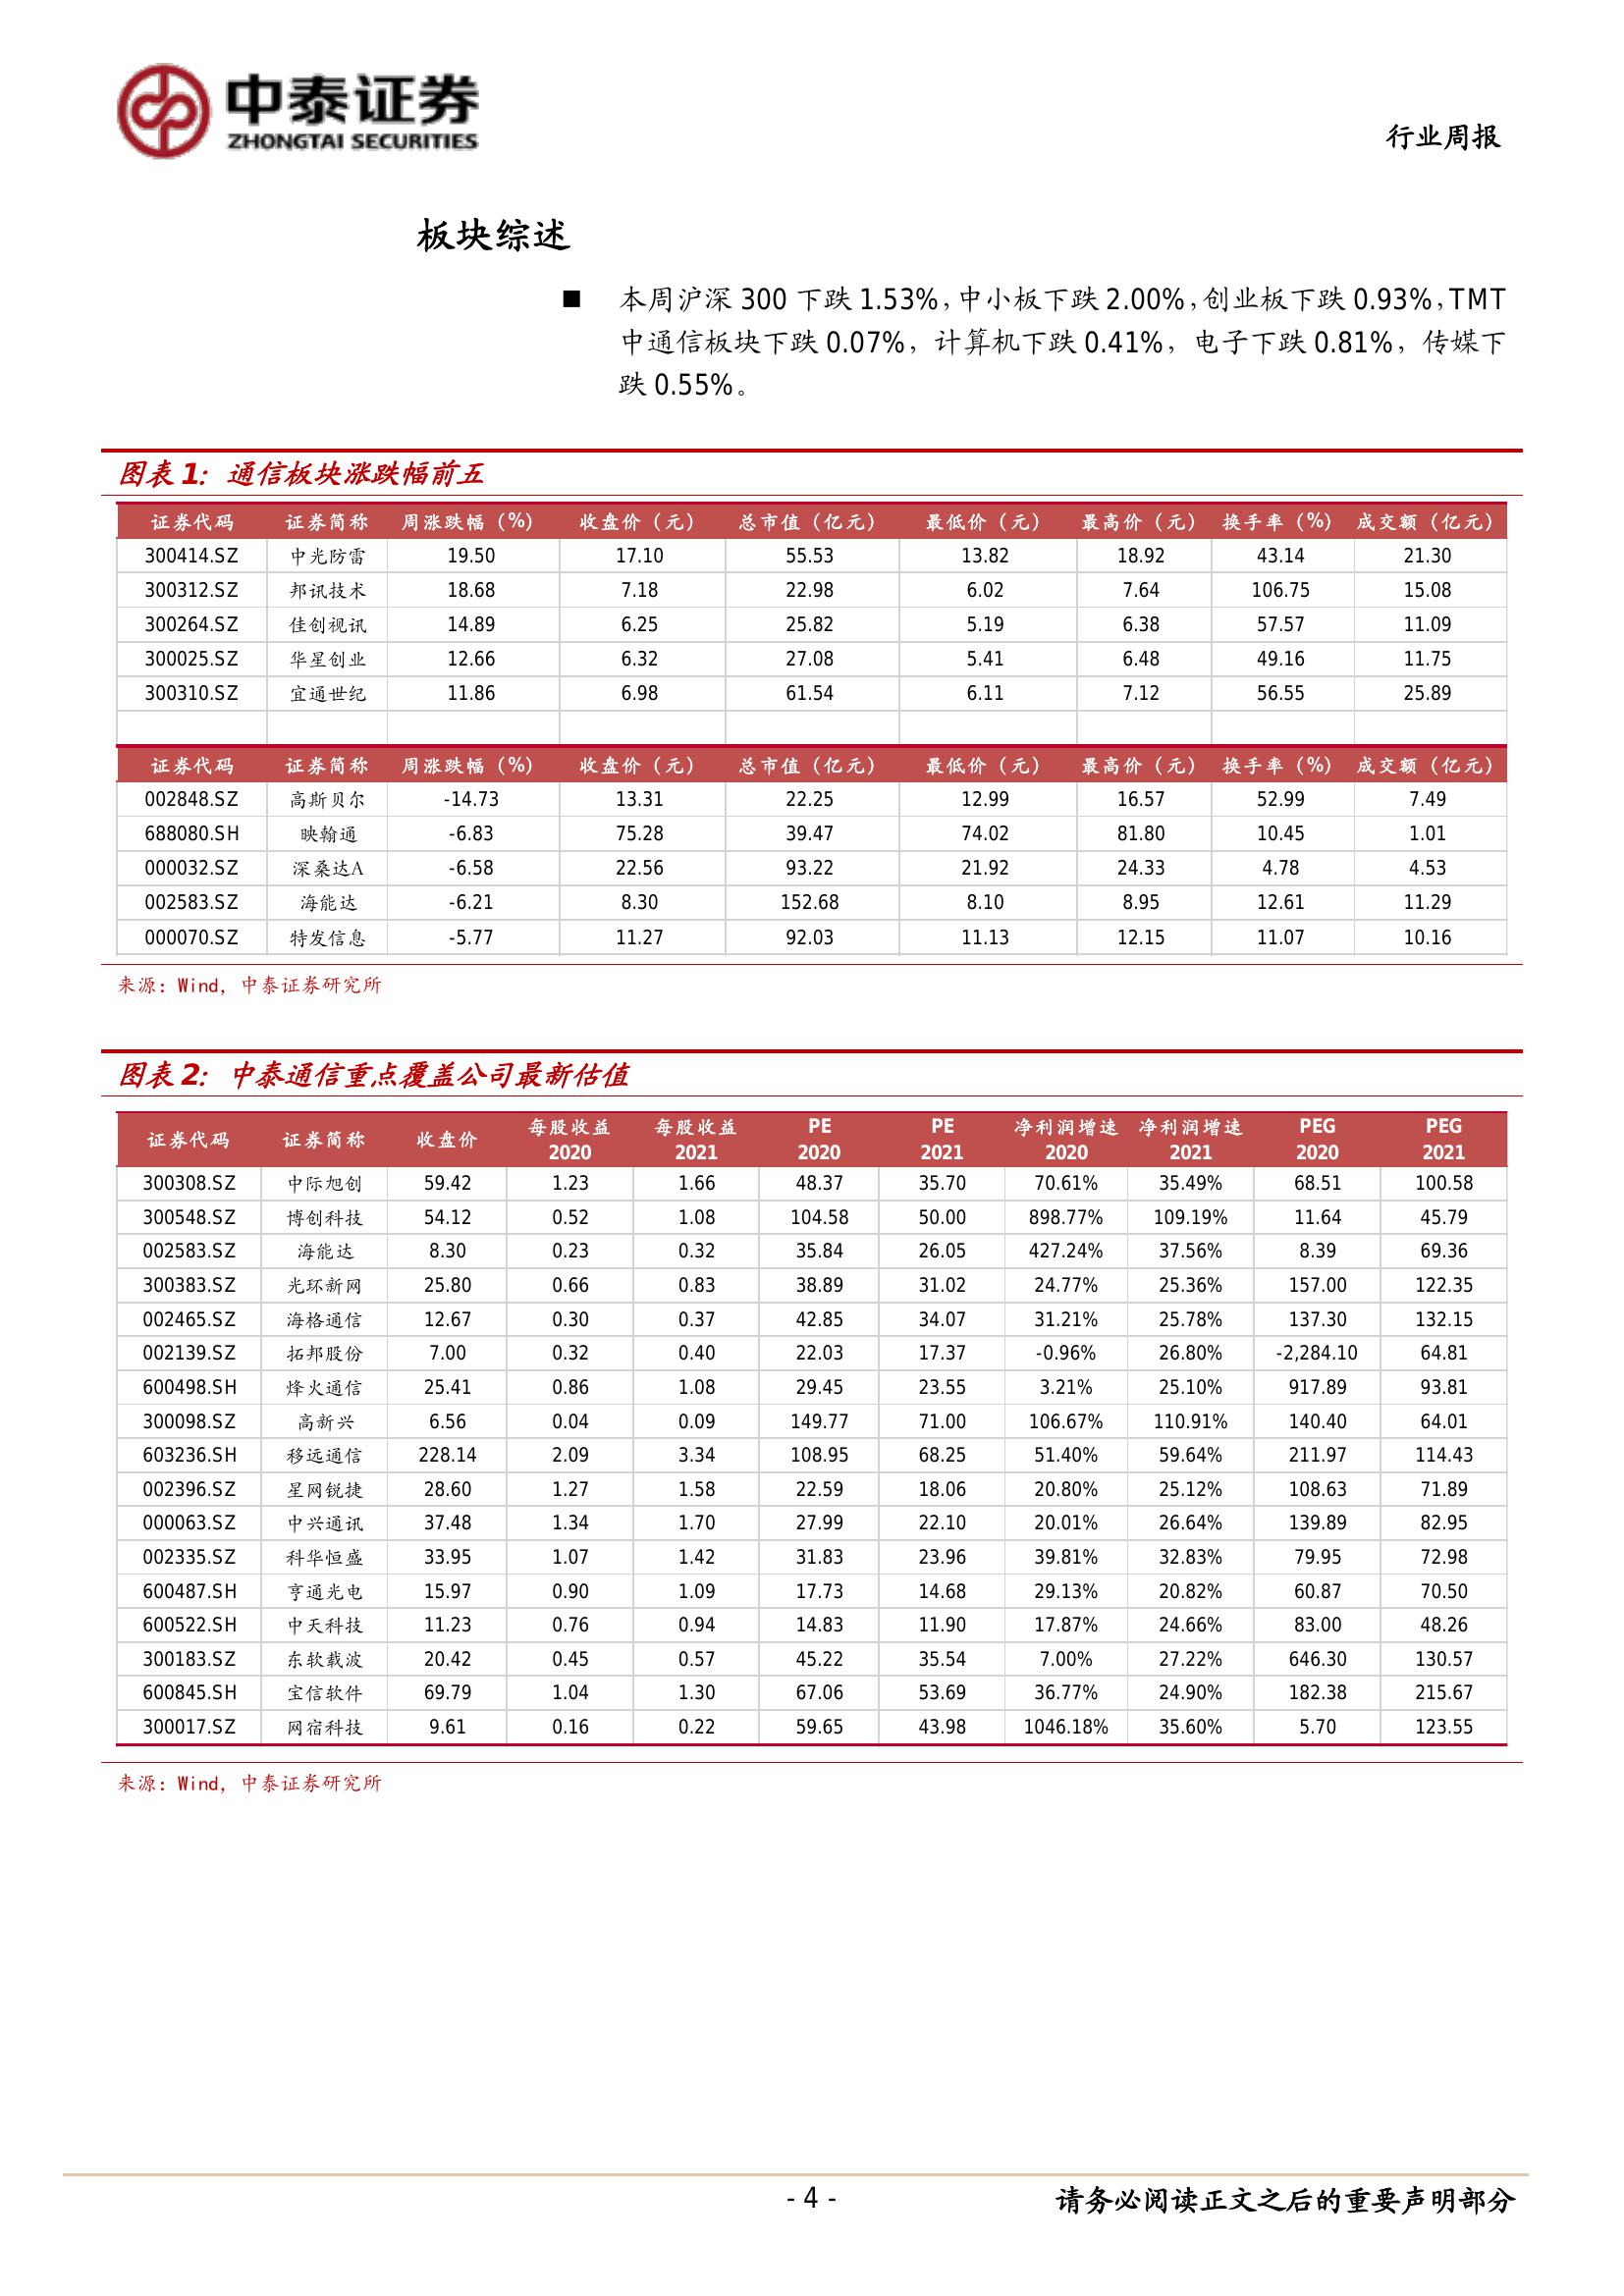 中泰证券
ZHONGTAI SECURITIES
行业周报
板块综述
■ 本周沪深 300 下跌 1.53%，中小板下跌 2.00%，创业板下跌 0.93%，TMT
中通信板块下跌 0.07%，计算机下跌 0.41%，电子下跌 0.81%，传媒下
跌 0.55%。
图表 1：通信板块涨跌幅前五
证券代码 证券简称 周涨跌幅（%） 收盘价（元） 总市值（亿元） 最低价（元） 最高价（元） 换手率（%） 成交额（亿元）
300414.SZ 中光防雷 19.50 17.10 55.53 13.82 18.92 43.14 21.30
300312.SZ 邦讯技术 18.68 7.18 22.98 6.02 7.64 106.75 15.08
300264.SZ 佳创视讯 14.89 6.25 25.82 5.19 6.38 57.57 11.09
300025.SZ 华星创业 12.66 6.32 27.08 5.41 6.48 49.16 11.75
300310.SZ 宜通世纪 11.86 6.98 61.54 6.11 7.12 56.55 25.89
证券代码 证券简称 周涨跌幅（%） 收盘价（元） 总市值（亿元） 最低价（元） 最高价（元） 换手率（%） 成交额（亿元）
002848.SZ 高斯贝尔 -14.73 13.31 22.25 12.99 16.57 52.99 7.49
688080.SH 映翰通 -6.83 75.28 39.47 74.02 81.80 10.45 1.01
000032.SZ 深桑达A -6.58 22.56 93.22 21.92 24.33 4.78 4.53
002583.SZ 海能达 -6.21 8.30 152.68 8.10 8.95 12.61 11.29
000070.SZ 特发信息 -5.77 11.27 92.03 11.13 12.15 11.07 10.16
来源：Wind，中泰证券研究所
图表 2：中泰通信重点覆盖公司最新估值
证券代码 证券简称 收盘价 每股收益 每股收益 PE PE 净利润增速 净利润增速 PEG PEG
2020 2021 2020 2021 2020 2021 2020 2021
300308.SZ 中际旭创 59.42 1.23 1.66 48.37 35.70 70.61% 35.49% 68.51 100.58
300548.SZ 博创科技 54.12 0.52 1.08 104.58 50.00 898.77% 109.19% 11.64 45.79
002583.SZ 海能达 8.30 0.23 0.32 35.84 26.05 427.24% 37.56% 8.39 69.36
300383.SZ 光环新网 25.80 0.66 0.83 38.89 31.02 24.77% 25.36% 157.00 122.35
002465.SZ 海格通信 12.67 0.30 0.37 42.85 34.07 31.21% 25.78% 137.30 132.15
002139.SZ 拓邦股份 7.00 0.32 0.40 22.03 17.37 -0.96% 26.80% -2,284.10 64.81
600498.SH 烽火通信 25.41 0.86 1.08 29.45 23.55 3.21% 25.10% 917.89 93.81
300098.SZ 高新兴 6.56 0.04 0.09 149.77 71.00 106.67% 110.91% 140.40 64.01
603236.SH 移远通信 228.14 2.09 3.34 108.95 68.25 51.40% 59.64% 211.97 114.43
002396.SZ 星网锐捷 28.60 1.27 1.58 22.59 18.06 20.80% 25.12% 108.63 71.89
000063.SZ 中兴通讯 37.48 1.34 1.70 27.99 22.10 20.01% 26.64% 139.89 82.95
002335.SZ 科华恒盛 33.95 1.07 1.42 31.83 23.96 39.81% 32.83% 79.95 72.98
600487.SH 亨通光电 15.97 0.90 1.09 17.73 14.68 29.13% 20.82% 60.87 70.50
600522.SH 中天科技 11.23 0.76 0.94 14.83 11.90 17.87% 24.66% 83.00 48.26
300183.SZ 东软载波 20.42 0.45 0.57 45.22 35.54 7.00% 27.22% 646.30 130.57
600845.SH 宝信软件 69.79 1.04 1.30 67.06 53.69 36.77% 24.90% 182.38 215.67
300017.SZ 网宿科技 9.61 0.16 0.22 59.65 43.98 1046.18% 35.60% 5.70 123.55
来源：Wind，中泰证券研究所
- 4 -
请务必阅读正文之后的重要声明部分